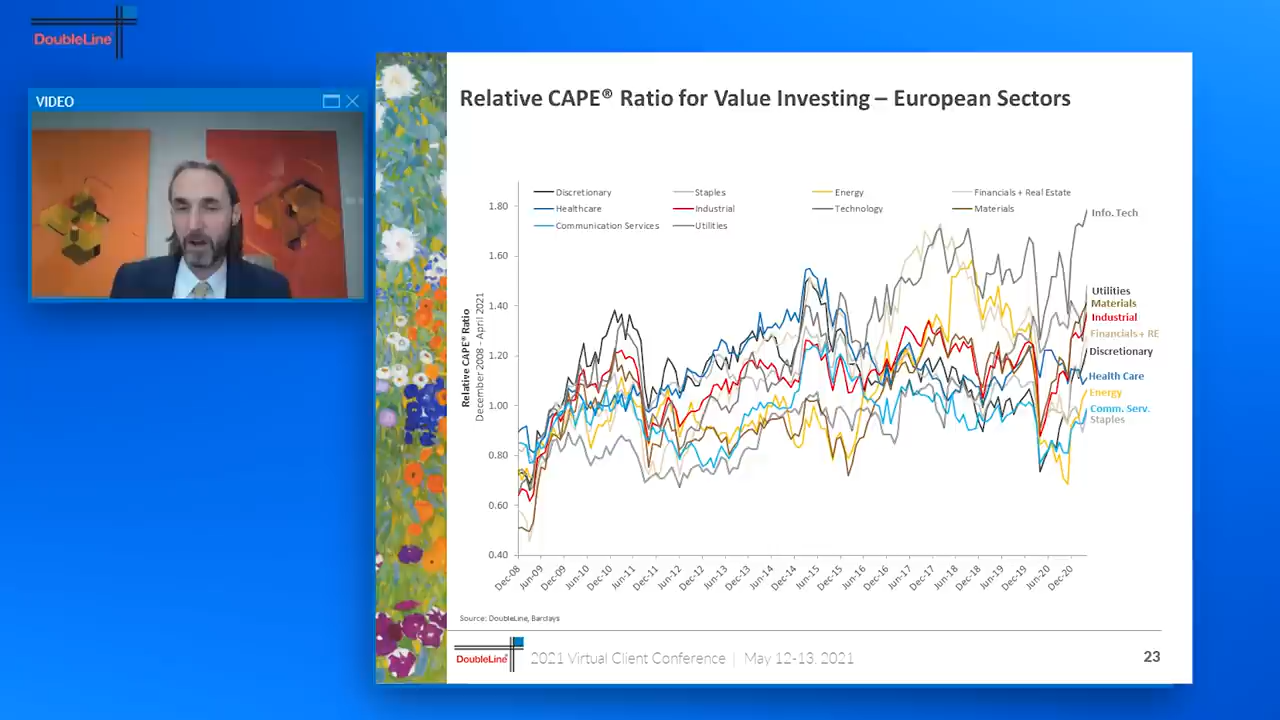 DoubleLine
VIDEO
Relative CAPE® Ratio for Value Investing – European Sectors
Discretionary
Staples
Energy
Financials + Real Estate
Healthcare
Industrial
Technology
Materials
Communication Services
Utilities
Relative CAPE® Ratio
December 2008 - April 2021
1.80
1.60
1.40
1.20
1.00
0.80
0.60
0.40
Info. Tech
Utilities
Materials
Industrial
Financials + RE
Discretionary
Health Care
Energy
Comm. Serv.
Staples
Dec-08
Jun-09
Dec-09
Jun-10
Dec-10
Jun-11
Dec-11
Jun-12
Dec-12
Jun-13
Dec-13
Jun-14
Dec-14
Jun-15
Dec-15
Jun-16
Dec-16
Jun-17
Dec-17
Jun-18
Dec-18
Jun-19
Dec-19
Jun-20
Dec-20
Source: DoubleLine, Barclays
DoubleLine
2021 Virtual Client Conference | May 12-13, 2021
23